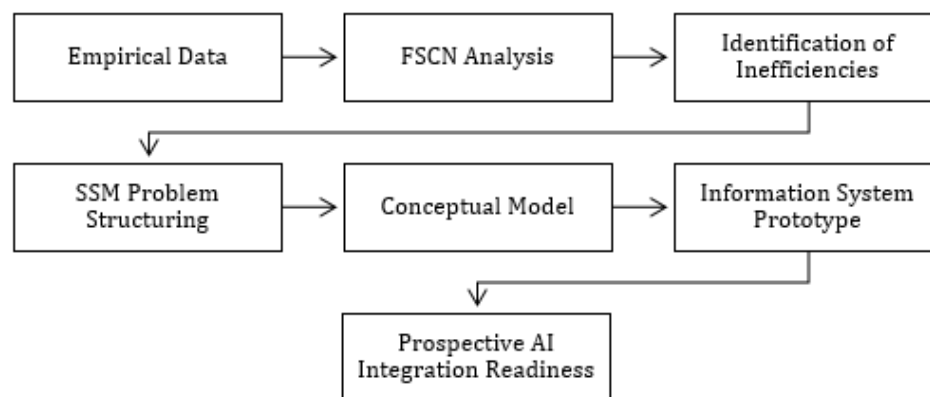 Empirical Data
FSCN Analysis
Identification of
Inefficiencies
SSM Problem
Structuring
Conceptual Model
Information System
Prototype
Prospective AI
Integration Readiness